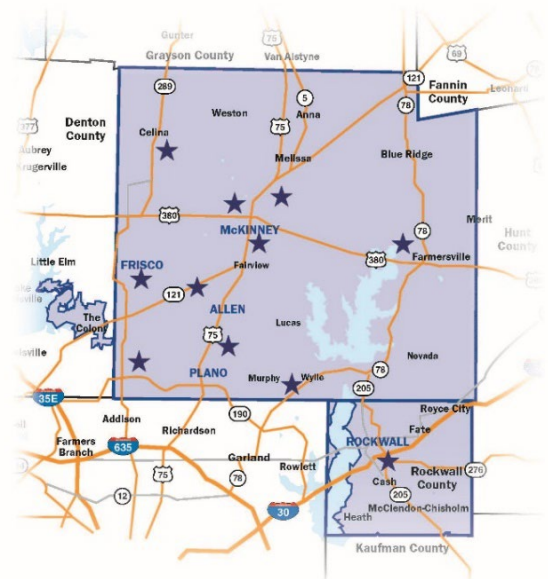 Gunter
75
Grayson County
Van Alstyne
69
121
Fannin
County
Leonard
289
5
78
Weston
Anna
Denton
County
75
377
Celina
Melissa
Blue Ridge
Aubrey
Krugerville
380
McKINNEY
78
Merit
Hunt
County
Little Elm
FRISCO
Fairview
380
Farmersville
121
ALLEN
The
Colony
Lucas
75
Nevada
PLANO
Murphy
Wylie
78
205
35E
190
Royce City
Addison
Richardson
Fate
Farmers
Branch
635
ROCKWALL
Garland
Rowlett
75
78
Rockwall
County
276
Cash
12
205
30
McClendon-Chisholm
Heath
Kaufman County